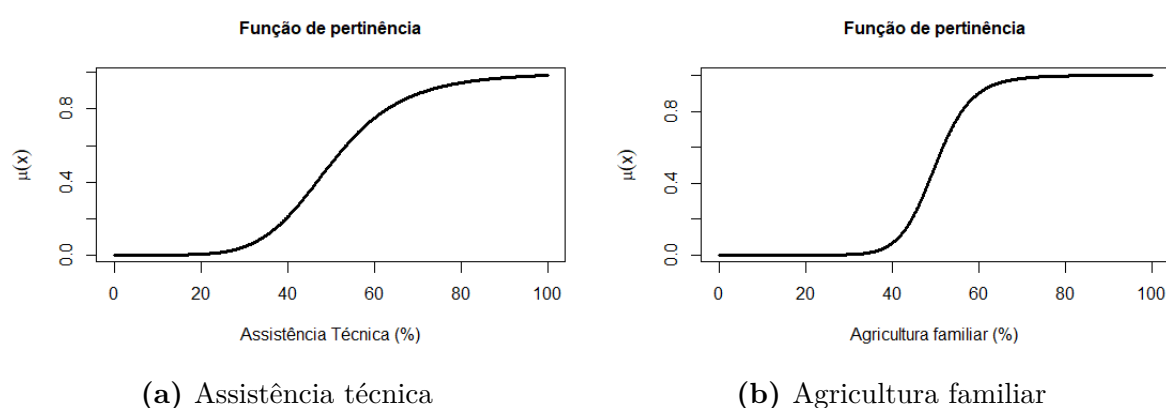 Função de pertinência
μ(x)
0.0 0.4 0.8
0 20 40 60 80 100
Assistência Técnica (%)
(a) Assistência técnica
Função de pertinência
μ(x)
0.0 0.4 0.8
0 20 40 60 80 100
Agricultura familiar (%)
(b) Agricultura familiar